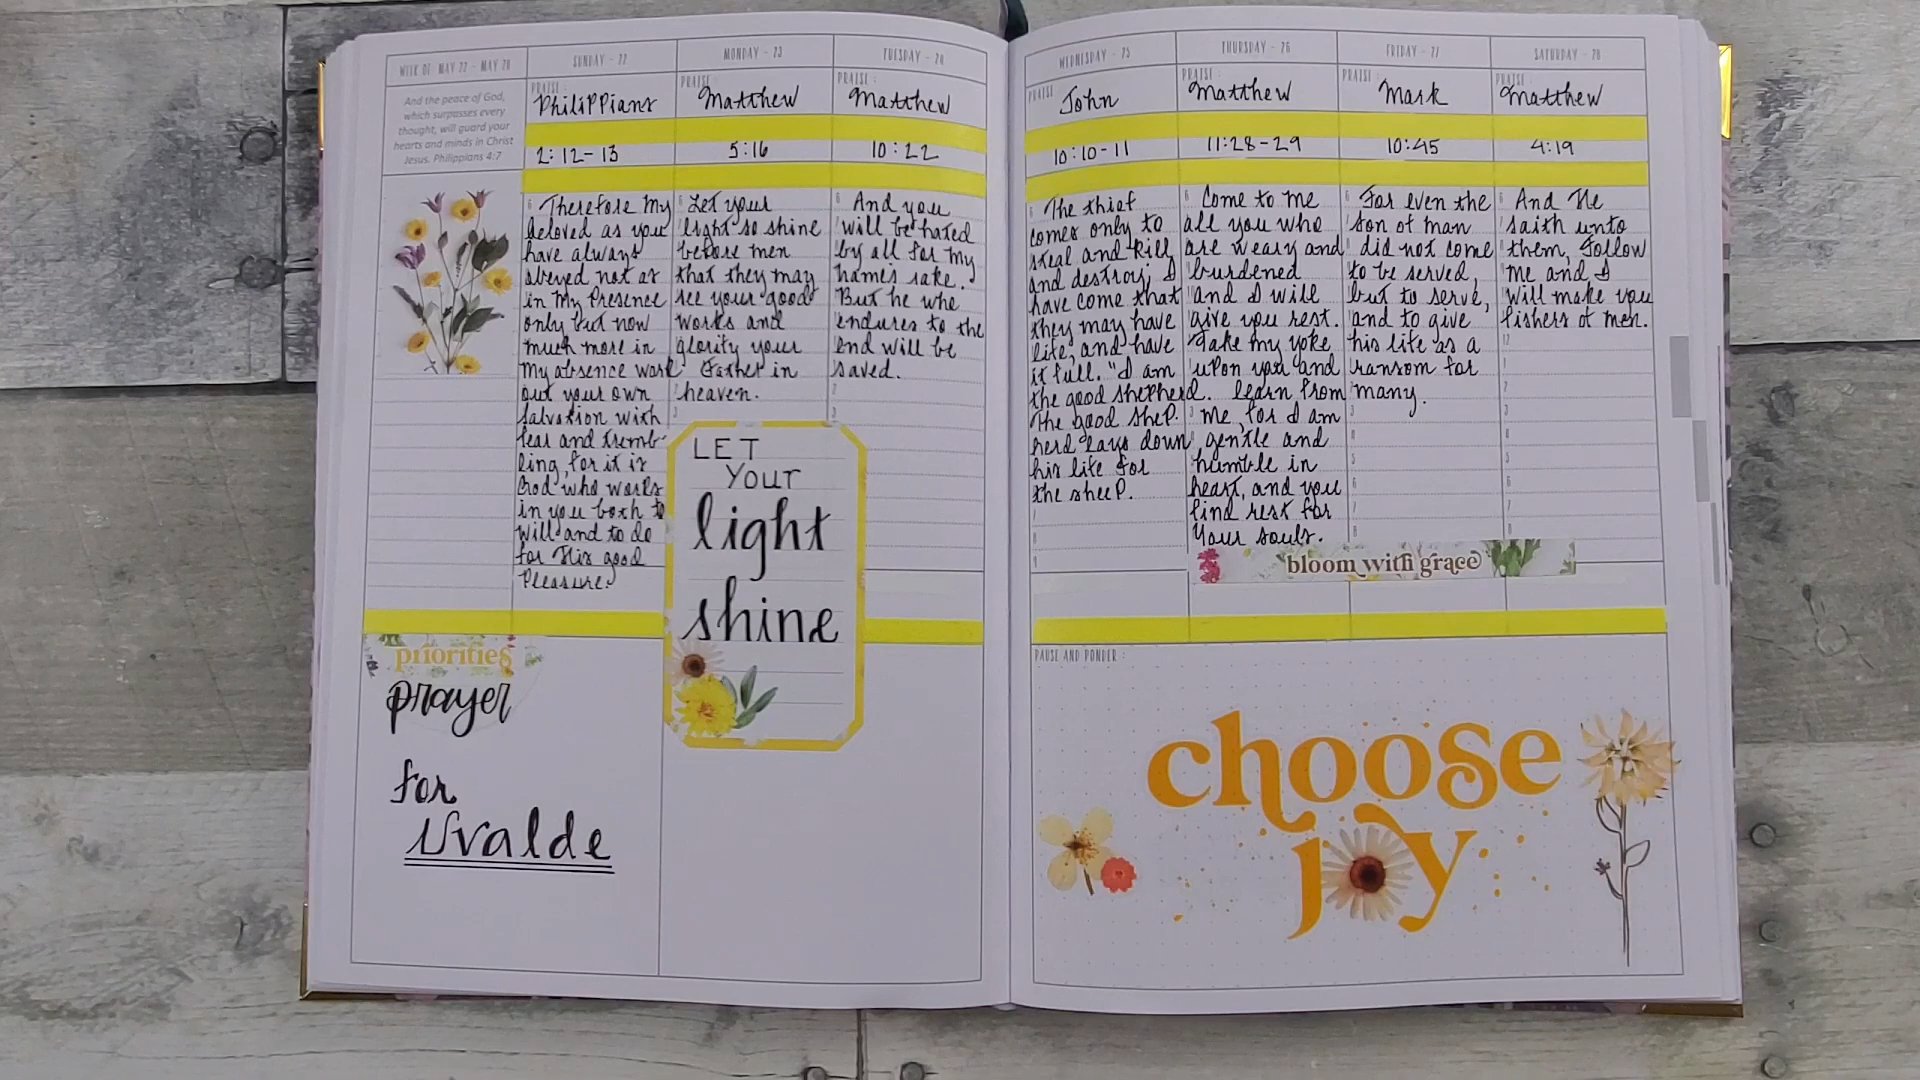 WEEK OF MAY 22 - MAY 28
And the peace of God,
which surpasses every
thought, will guard your
hearts and minds in Christ
Jesus. Philippians 4:7
SUNDAY - 22
PRAISE :
Philippians
2:12-13
Therefore my
beloved as you
have always
obeyed not as
in my presence
only but now
much more in
my absence work
out your own
salvation with
fear and tremb-
ling, for it is
God who works
in you both to
will and to do
for His good
pleasure.
MONDAY - 23
PRAISE :
Matthew
5:16
Let your
light so shine
before men
that they may
see your good
works and
glorify your
Father in
heaven.
TUESDAY - 24
PRAISE :
Matthew
10:22
And you
will be hated
by all for my
name's sake.
But he who
endures to the
end will be
saved.
LET
YOUR
light
shine
priorities
prayer
for
Uvalde
WEDNESDAY - 25
PRAISE
John
10:10-11
The thief
comes only to
steal and kill
and destroy; I
have come that
they may have
life, and have
it full. "I am
the good shepherd.
The good shep-
herd lays down
his life for
the sheep.
THURSDAY - 26
PRAISE :
Matthew
11:28-29
Come to me
all you who
are weary and
burdened
and I will
give you rest.
Take my yoke
upon you and
learn from
me, for I am
gentle and
humble in
heart, and you
find rest for
your souls.
FRIDAY - 27
PRAISE :
Mark
10:45
For even the
son of man
did not come
to be served,
but to serve,
and to give
his life as a
ransom for
many.
SATURDAY - 28
PRAISE :
Matthew
4:19
And He
saith unto
them, follow
me and I
will make you
fishers of men.
bloom with grace
PAUSE AND PONDER :
choose
joy